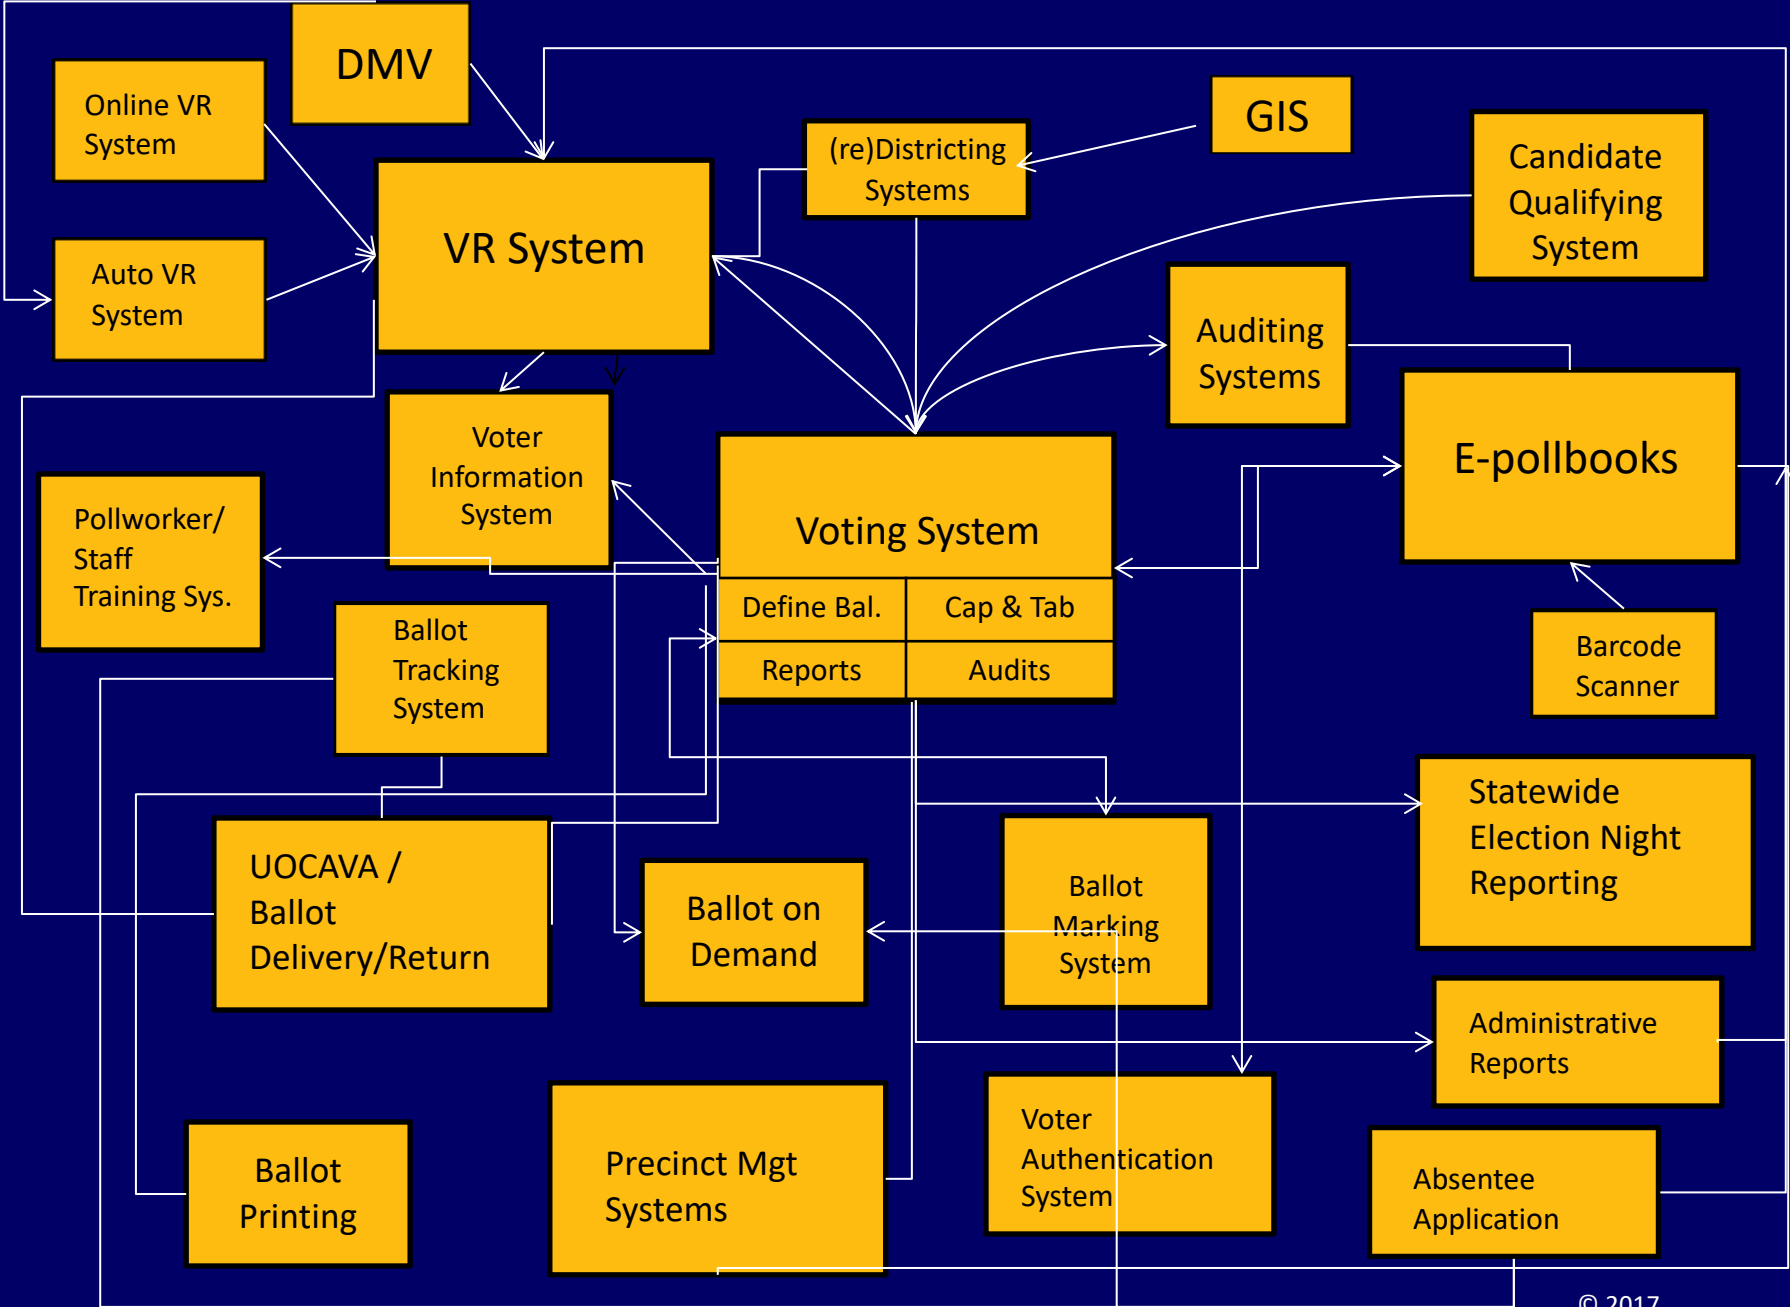 DMV
Online VR
System
GIS
(re)Districting
Systems
Candidate
Qualifying
System
VR System
Auto VR
System
Auditing
Systems
Voter
Information
System
E-pollbooks
Pollworker/
Staff
Training Sys.
Voting System
Define Bal.
Cap & Tab
Reports
Audits
Ballot
Tracking
System
Barcode
Scanner
Statewide
Election Night
Reporting
UOCAVA /
Ballot
Delivery/Return
Ballot on
Demand
Ballot
Marking
System
Administrative
Reports
Ballot
Printing
Precinct Mgt
Systems
Voter
Authentication
System
Absentee
Application
© 2017